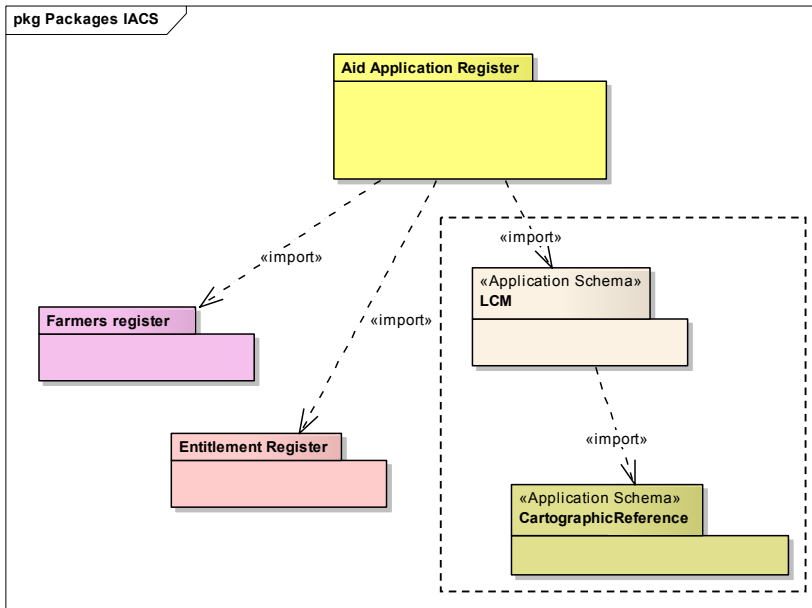 pkg Packages IACS
Aid Application Register
«import»
«import»
«import»
«Application Schema»
LCM
Farmers register
«import»
Entitlement Register
«Application Schema»
CartographicReference